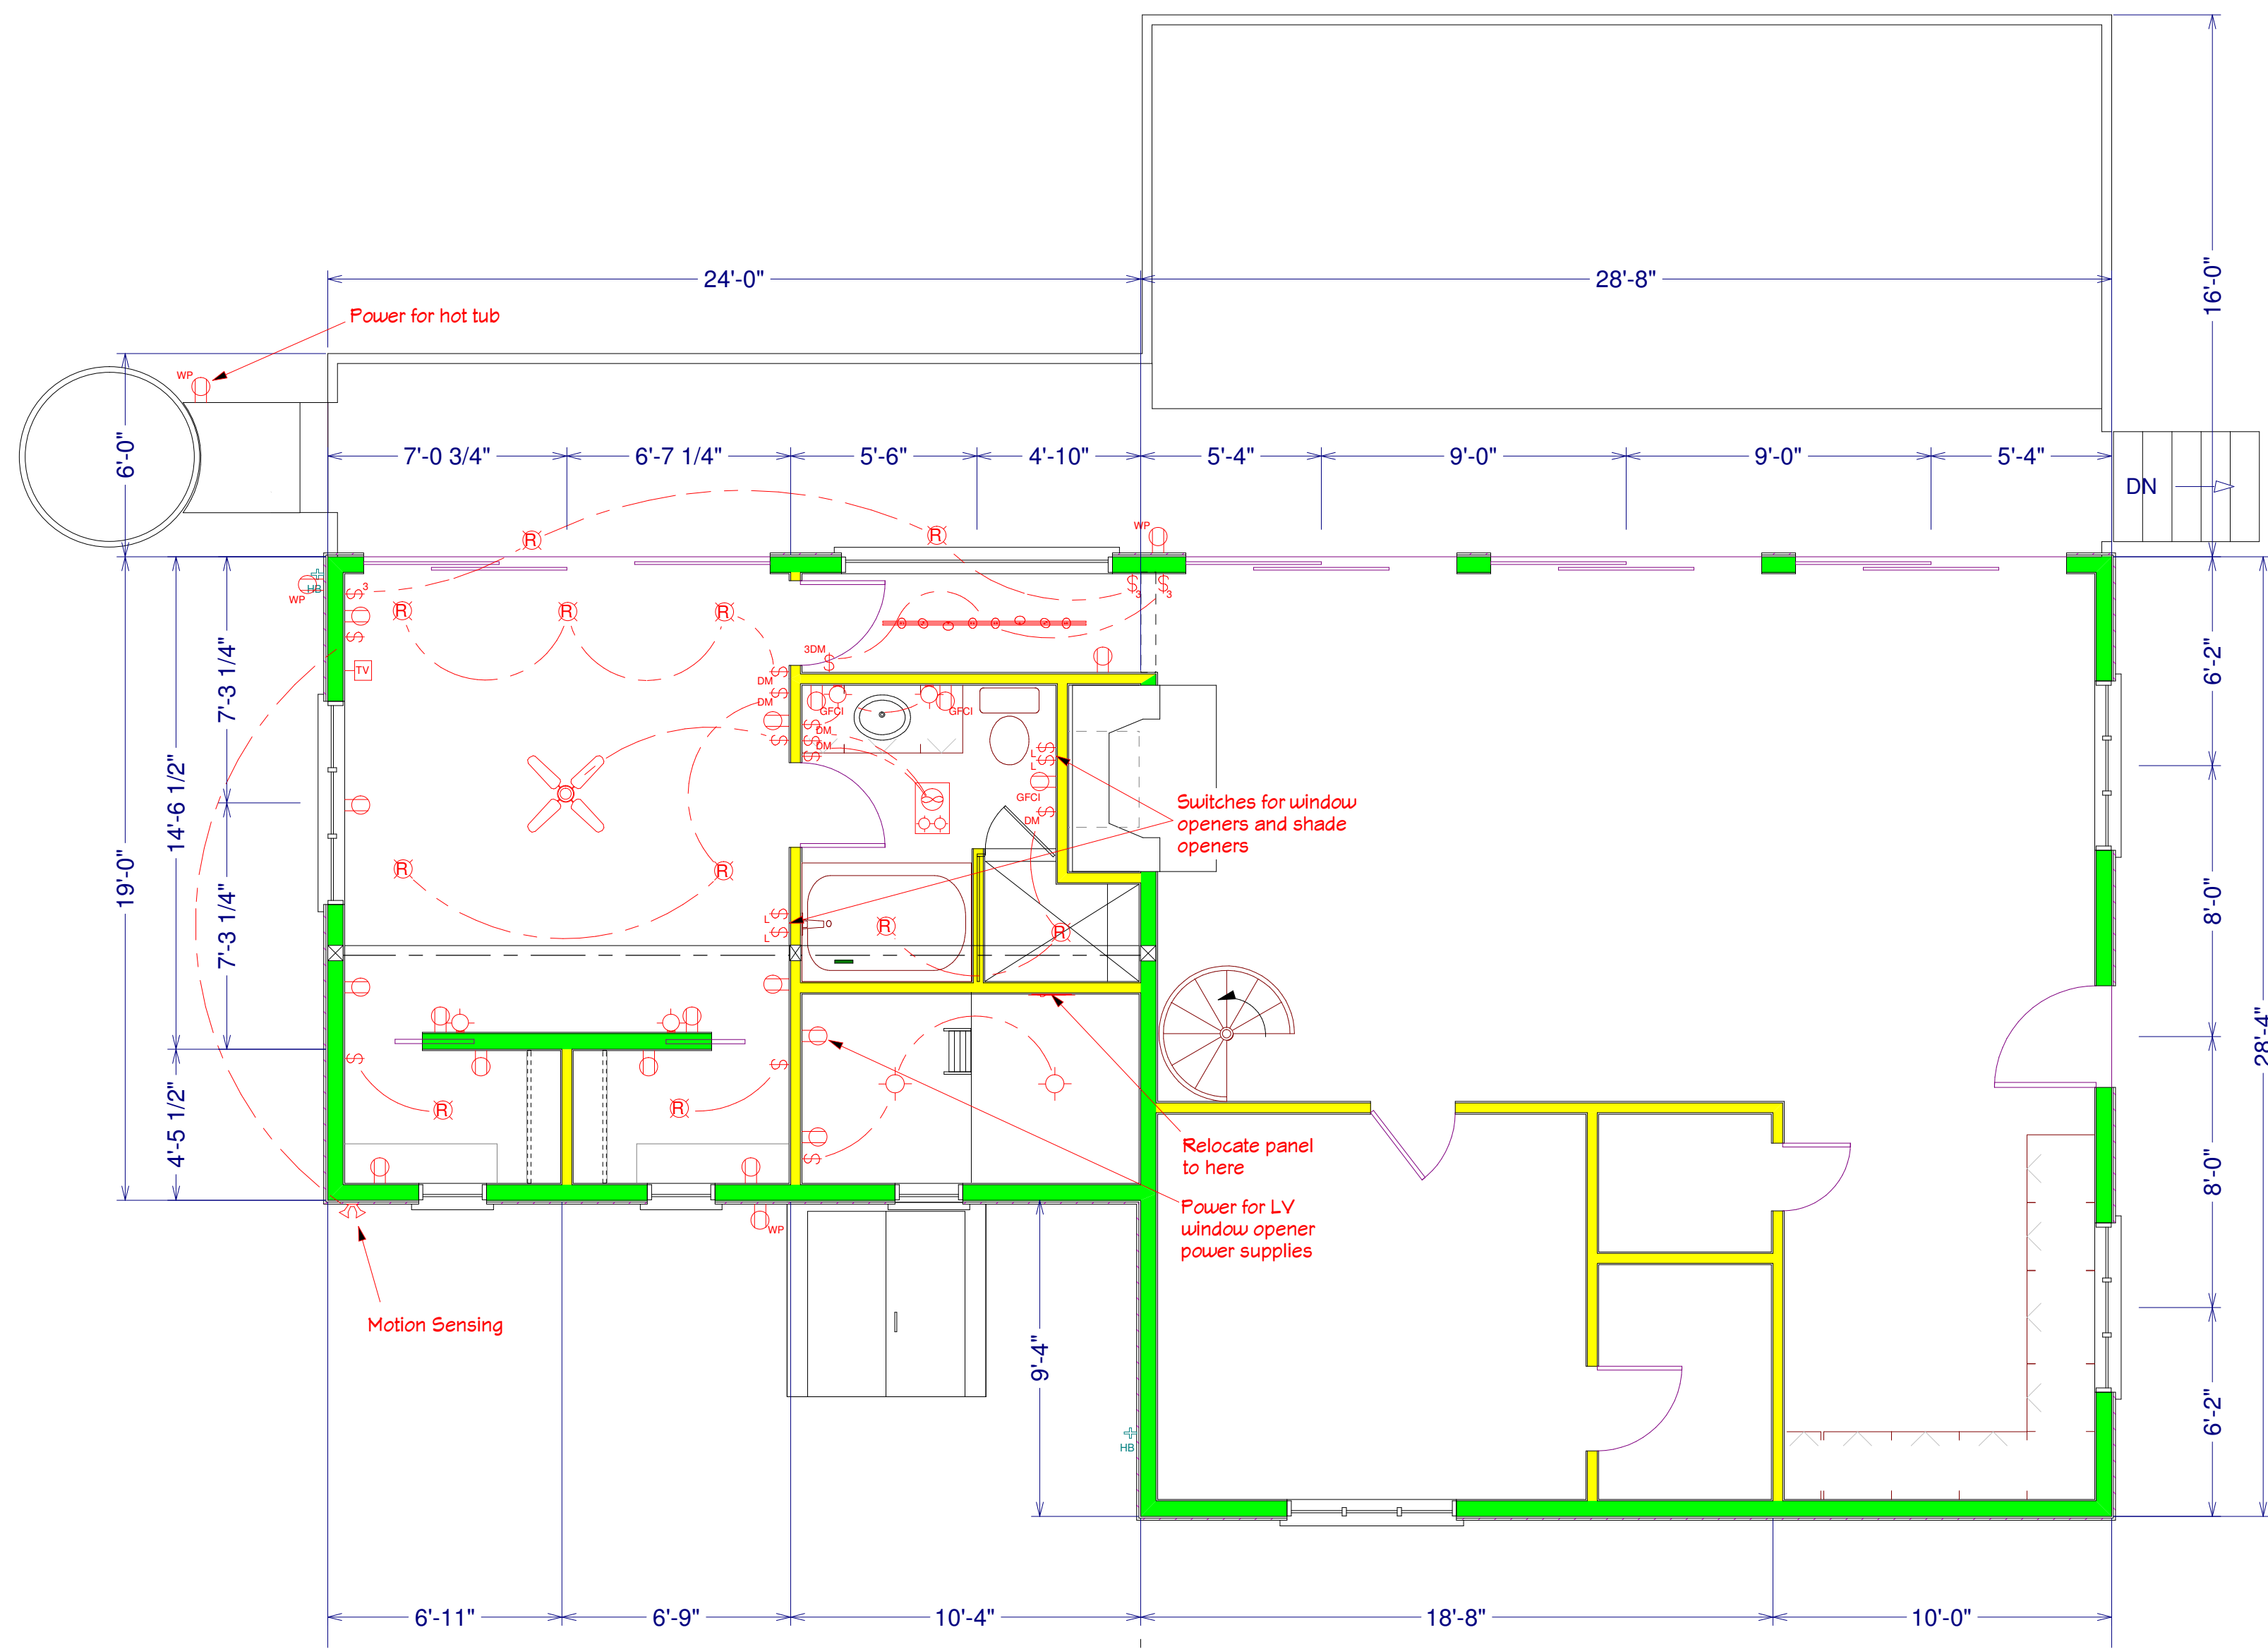 16'-0"
24'-0"
28'-8"
Power for hot tub
WP
6'-0"
7'-0 3/4"
6'-7 1/4"
5'-6"
4'-10"
5'-4"
9'-0"
9'-0"
5'-4"
DN
R
R
WP
HB
WP
3
3
3
R
R
R
TV
3DM
DM
DM
GFCI
GFCI
DM
DM
L
L
GFCI
DM
7'-3 1/4"
14'-6 1/2"
19'-0"
7'-3 1/4"
4'-5 1/2"
6'-2"
8'-0"
28'-4"
8'-0"
6'-2"
Switches for window
openers and shade
openers
R
R
L
L
R
R
R
R
Relocate panel
to here
Power for LV
window opener
power supplies
WP
Motion Sensing
9'-4"
HB
6'-11"
6'-9"
10'-4"
18'-8"
10'-0"